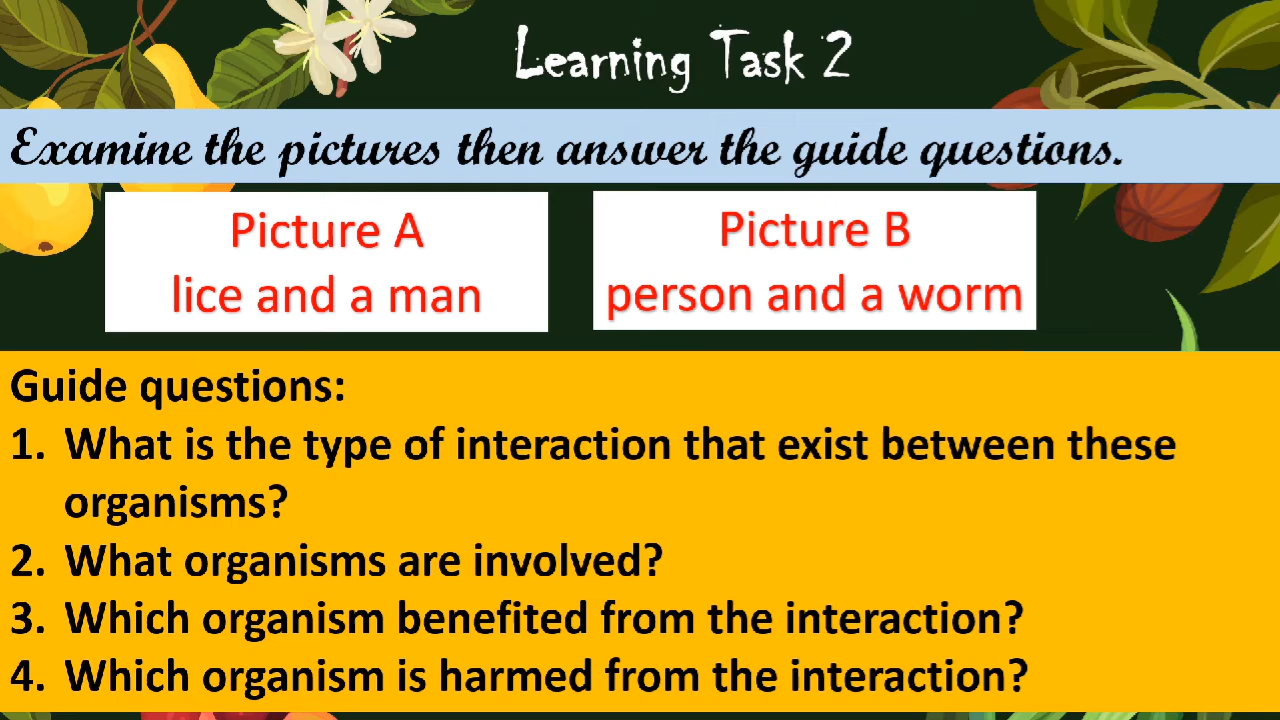 Learning Task 2
Examine the pictures then answer the guide questions.
Picture A
lice and a man
Picture B
person and a worm
Guide questions:
1. What is the type of interaction that exist between these
organisms?
2. What organisms are involved?
3. Which organism benefited from the interaction?
4. Which organism is harmed from the interaction?